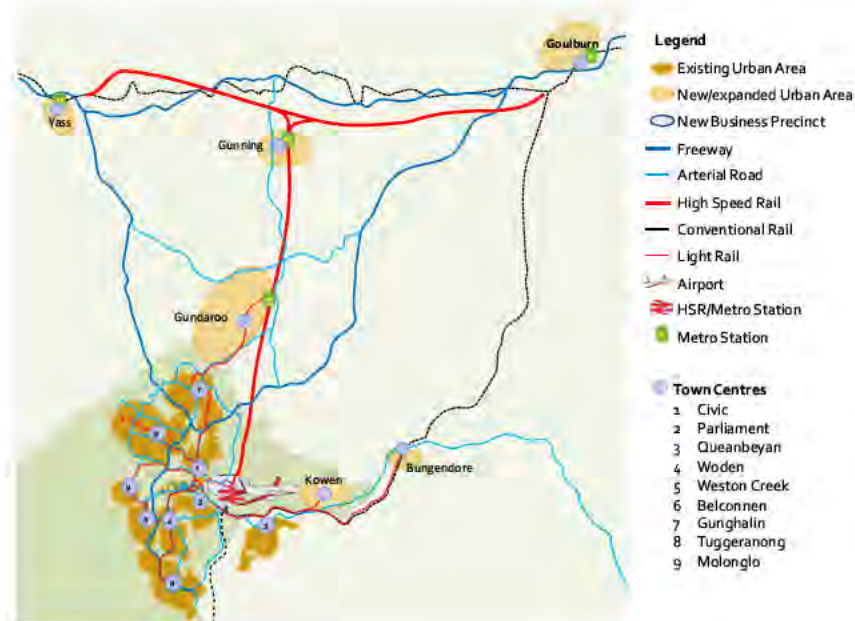 Goulburn
Yass
Gunning
Gundaroo
Kowen
Bungendore
Legend
Existing Urban Area
New/expanded Urban Area
New Business Precinct
Freeway
Arterial Road
High Speed Rail
Conventional Rail
Light Rail
Airport
HSR/Metro Station
Metro Station
Town Centres
1 Civic
2 Parliament
3 Queanbeyan
4 Woden
5 Weston Creek
6 Belconnen
7 Gunghalin
8 Tuggeranong
9 Molonglo